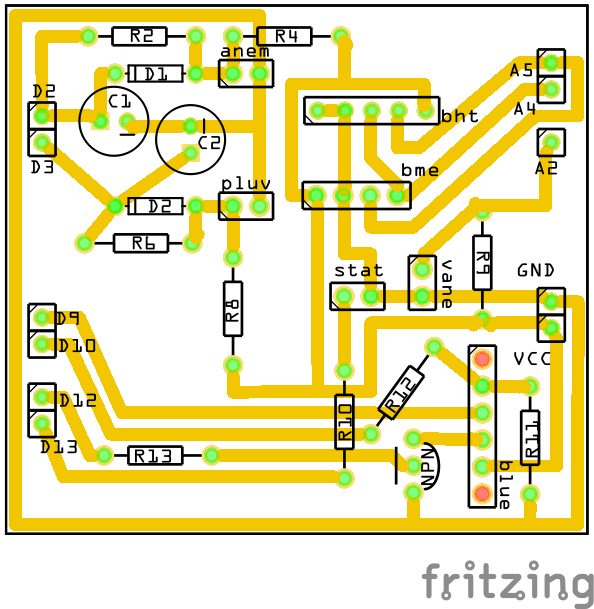 R2
R4
anem
A5
D1
D2
C1
A4
bht
C2
D3
A2
bme
pluv
D2
R6
R9
vane
GND
stat
R8
D9
D10
VCC
R12
D12
R10
R11
D13
R13
NPN
blue
fritzing